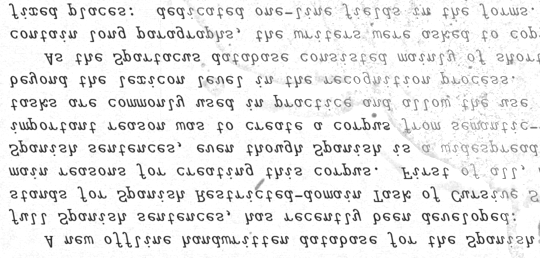 A new offline handwritten database for the Spanish
full Spanish sentences, has recently been developed:
stands for Spanish Restricted-domain Task of Cursive S
main reasons for creating this corpus. First of all,
Spanish sentences, even though Spanish is a widespread
important reason was to create a corpus from semantic-
tasks are commonly used in practice and allow the use
beyond the lexicon level in the recognition process.
As the Spartacus database consisted mainly of short
contain long paragraphs, the writers were asked to cop
fixed places: dedicated one-line fields in the forms.